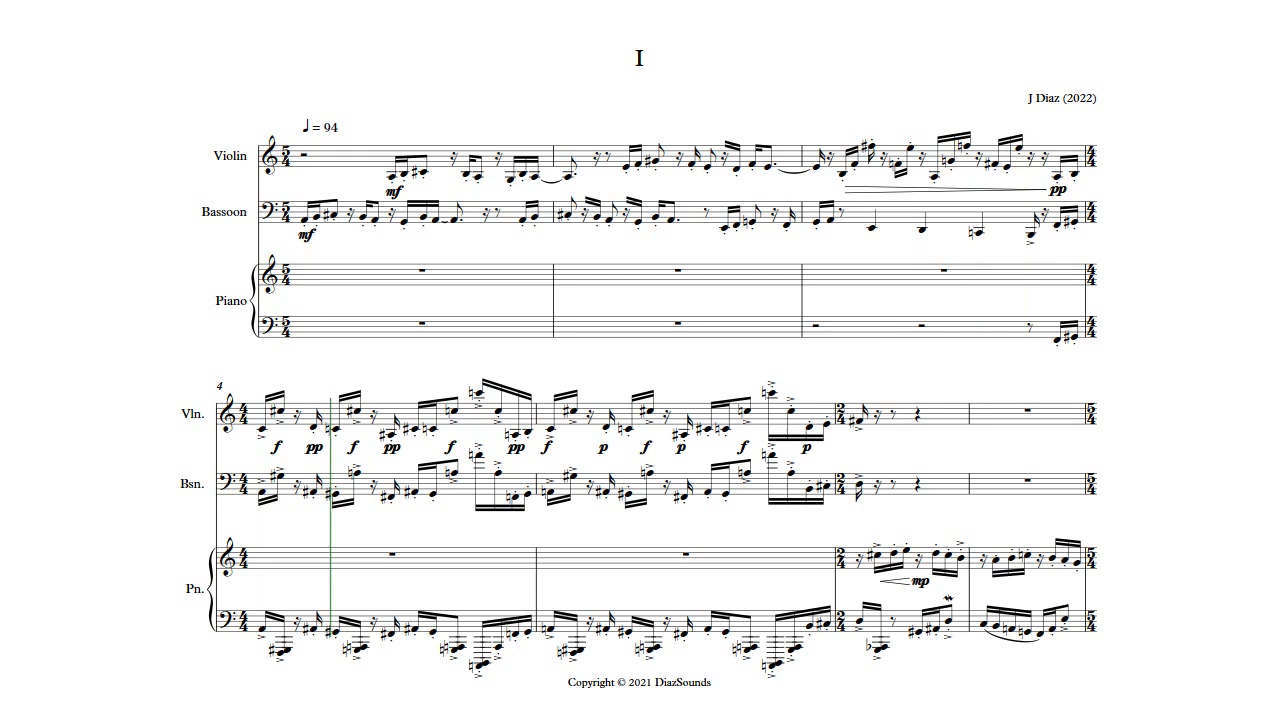 I
J Diaz (2022)
♩ = 94
Violin
mf
pp
Bassoon
mf
Piano
4
Vln.
f pp f pp f pp f p f p f p
Bsn.
mp
Pn.
Copyright © 2021 DiazSounds